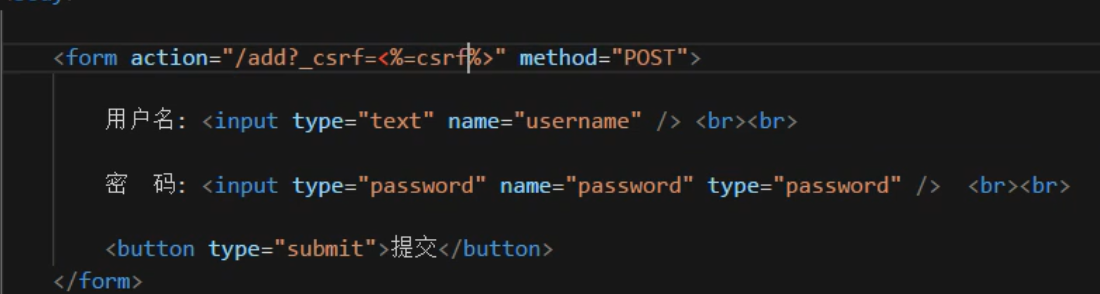 <form action="/add?_csrf=<%=csrf%>" method="POST">
用户名: <input type="text" name="username" /> <br><br>
密　码: <input type="password" name="password" type="password" />  <br><br>
<button type="submit">提交</button>
</form>